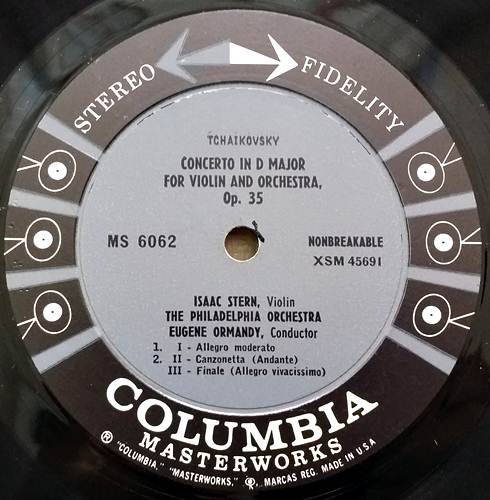 STEREO FIDELITY
TCHAIKOVSKY
CONCERTO IN D MAJOR
FOR VIOLIN AND ORCHESTRA,
Op. 35
MS 6062
NONBREAKABLE
XSM 45691
ISAAC STERN, Violin
THE PHILADELPHIA ORCHESTRA
EUGENE ORMANDY, Conductor
1. I - Allegro moderato
2. II - Canzonetta (Andante)
III - Finale (Allegro vivacissimo)
COLUMBIA
MASTERWORKS
® "COLUMBIA," "MASTERWORKS," ®, MARCAS REG. MADE IN U.S.A